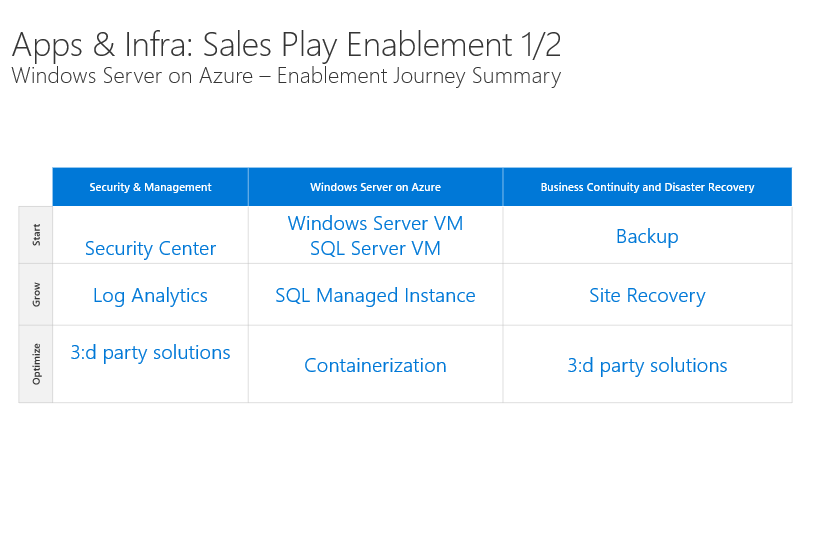 Apps & Infra: Sales Play Enablement 1/2
Windows Server on Azure – Enablement Journey Summary
Security & Management
Windows Server on Azure
Business Continuity and Disaster Recovery
Start
Security Center
Windows Server VM
SQL Server VM
Backup
Grow
Log Analytics
SQL Managed Instance
Site Recovery
Optimize
3:d party solutions
Containerization
3:d party solutions